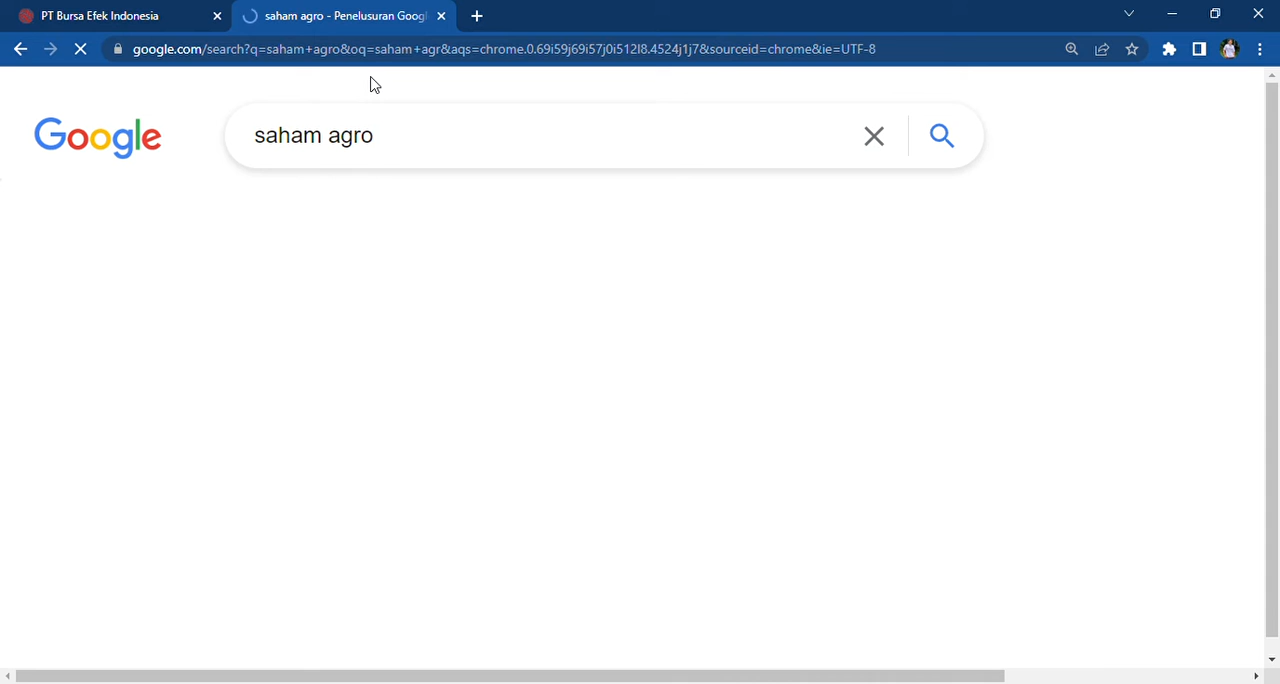 PT Bursa Efek Indonesia
saham agro - Penelusuran Googl
google.com/search?q=saham+agro&oq=saham+agr&aqs=chrome.0.69i59j69i57j0i512l8.4524j1j7&sourceid=chrome&ie=UTF-8
Google
saham agro